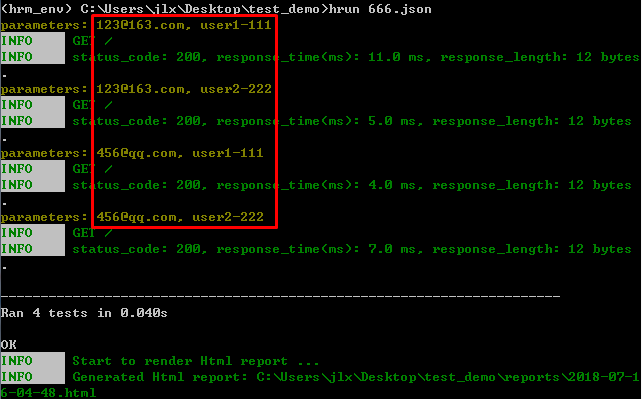 (hrm_env) C:\Users\jlx\Desktop\test_demo>hrun 666.json
parameters: 123@163.com, user1-111
INFO GET /
INFO status_code: 200, response_time(ms): 11.0 ms, response_length: 12 bytes
.
parameters: 123@163.com, user2-222
INFO GET /
INFO status_code: 200, response_time(ms): 5.0 ms, response_length: 12 bytes
.
parameters: 456@qq.com, user1-111
INFO GET /
INFO status_code: 200, response_time(ms): 4.0 ms, response_length: 12 bytes
.
parameters: 456@qq.com, user2-222
INFO GET /
INFO status_code: 200, response_time(ms): 7.0 ms, response_length: 12 bytes
.
----------------------------------------------------------------------
Ran 4 tests in 0.040s
OK
INFO Start to render Html report ...
INFO Generated Html report: C:\Users\jlx\Desktop\test_demo\reports\2018-07-1
6-04-48.html